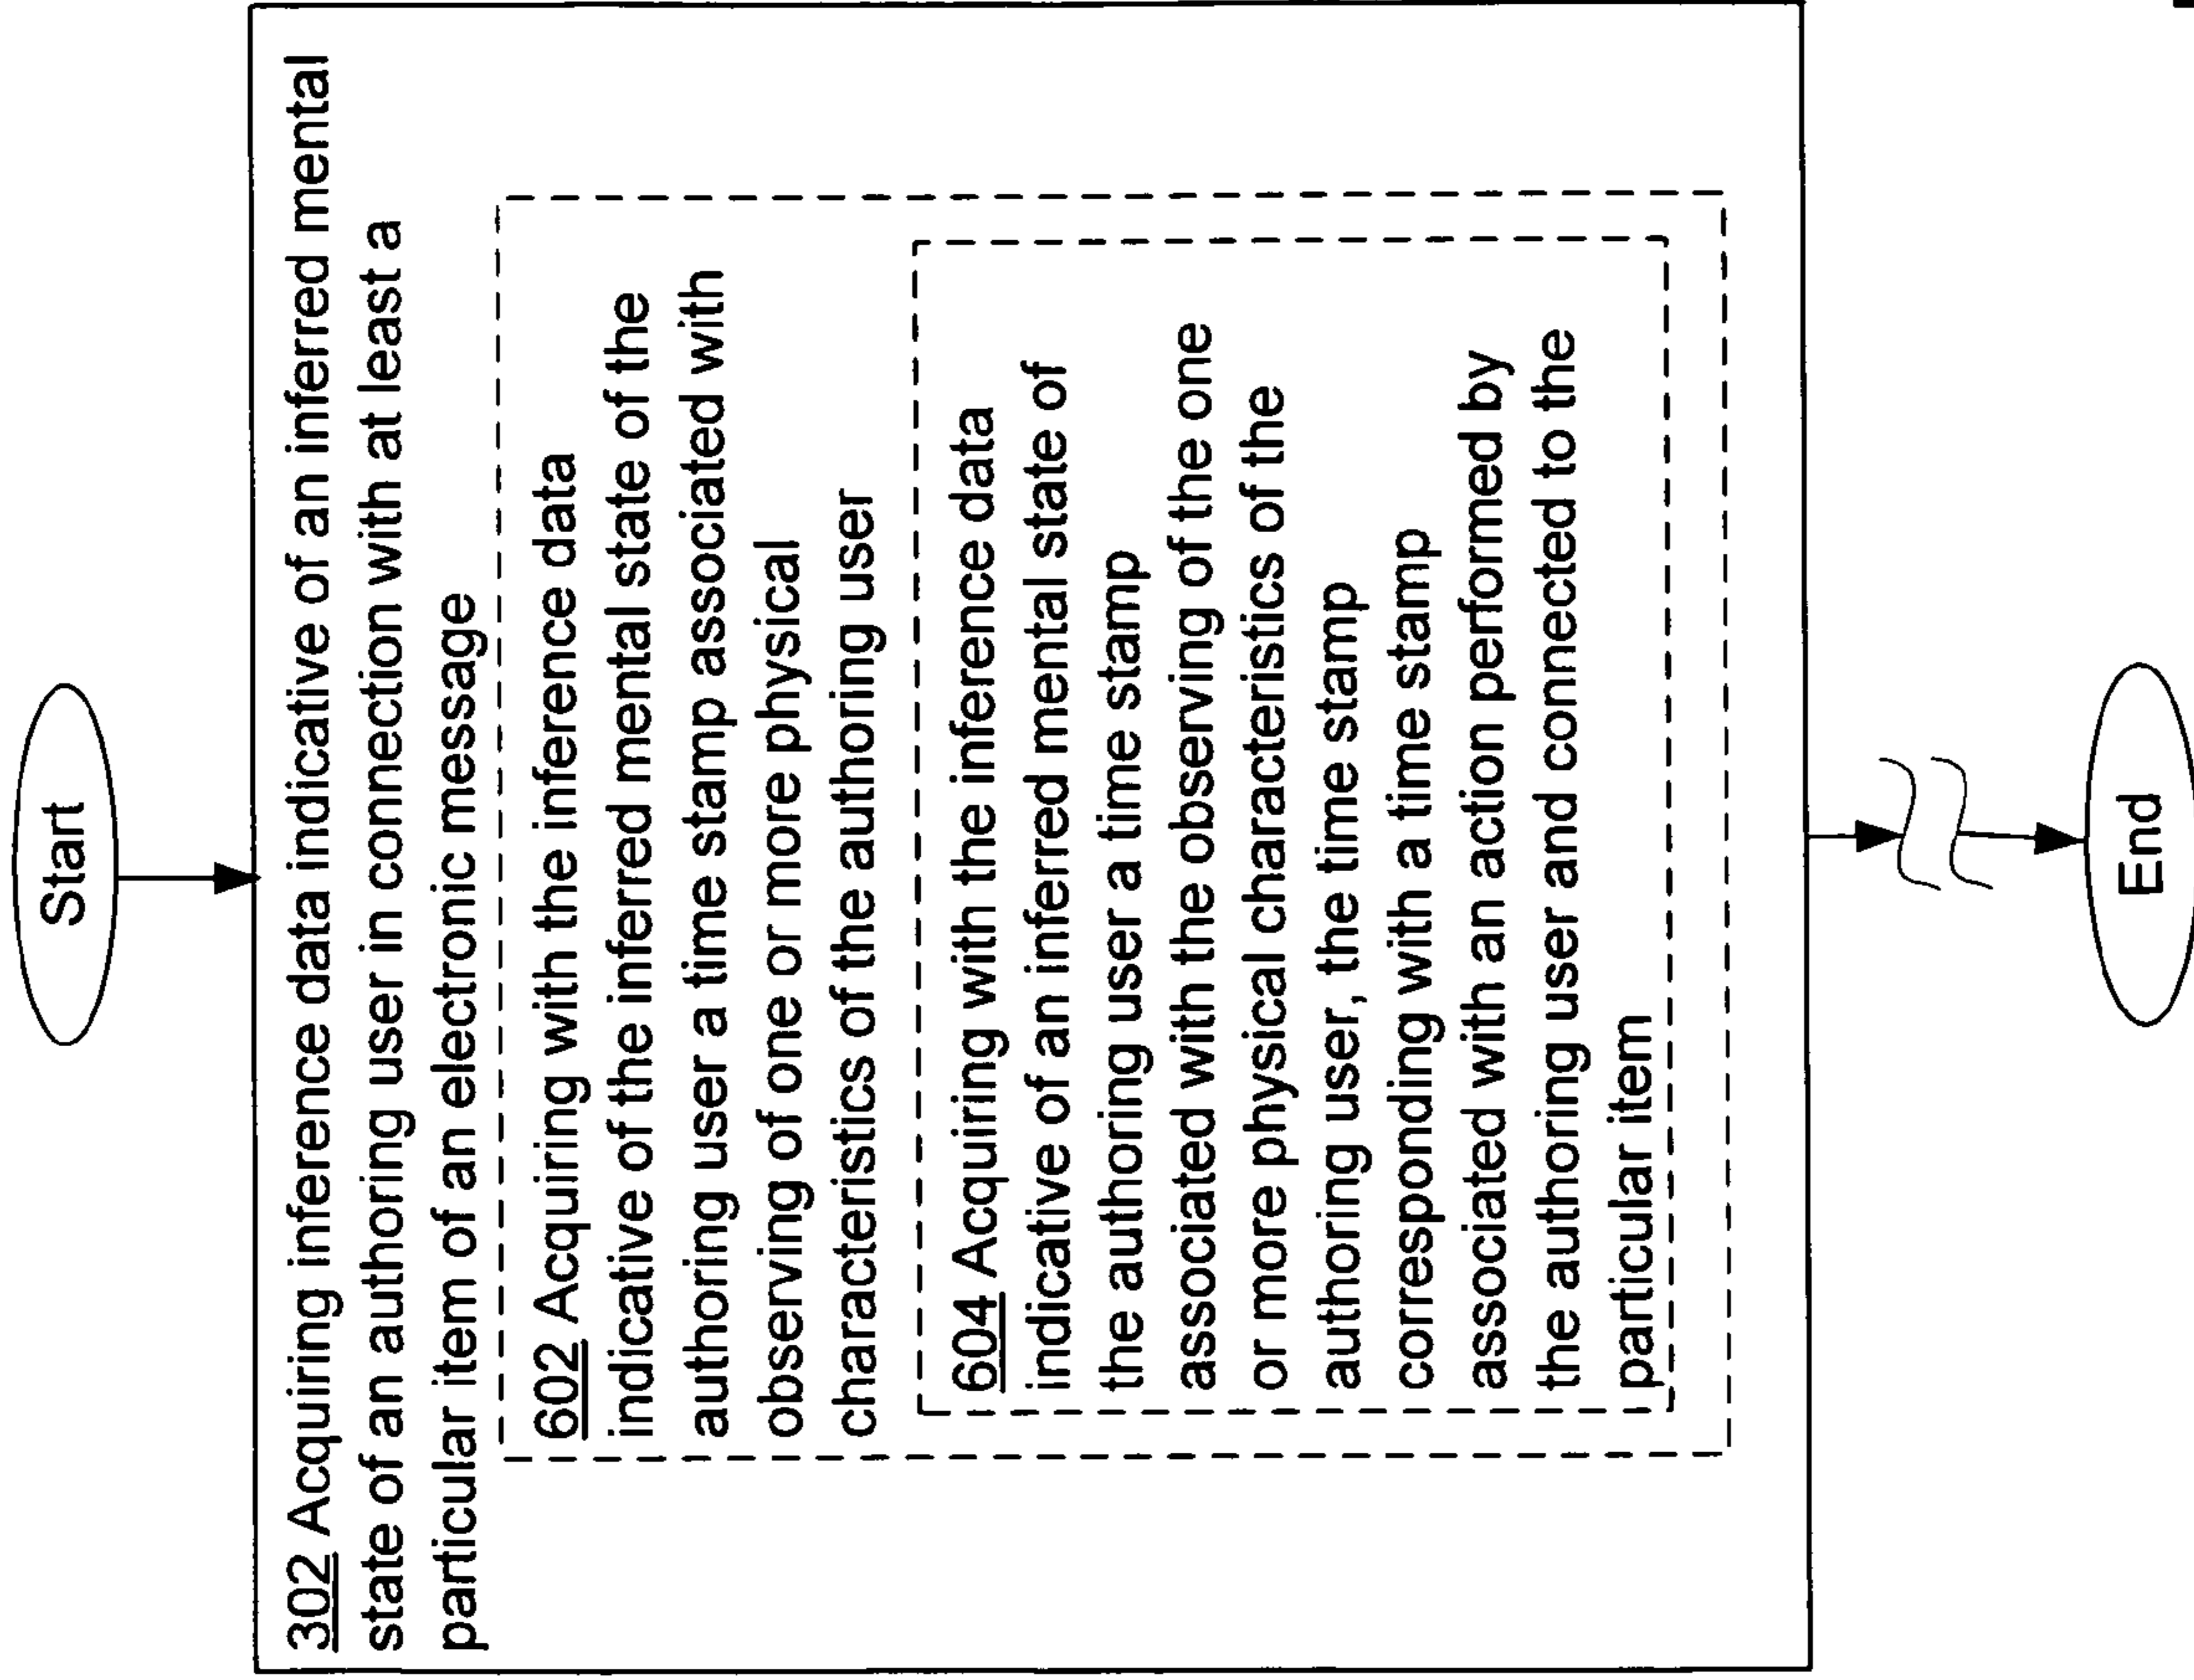 Start
302 Acquiring inference data indicative of an inferred mental
state of an authoring user in connection with at least a
particular item of an electronic message
602 Acquiring with the inference data
indicative of the inferred mental state of the
authoring user a time stamp associated with
observing of one or more physical
characteristics of the authoring user
604 Acquiring with the inference data
indicative of an inferred mental state of
the authoring user a time stamp
associated with the observing of the one
or more physical characteristics of the
authoring user, the time stamp
corresponding with a time stamp
associated with an action performed by
the authoring user and connected to the
particular item
End